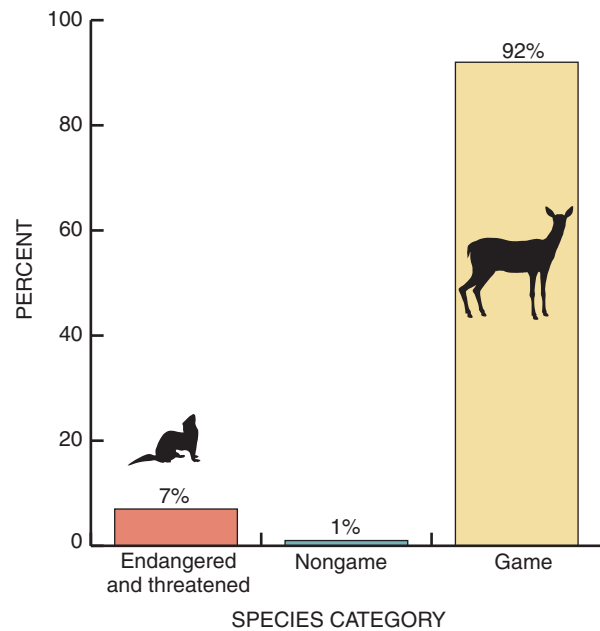 100
80
60
40
20
0
PERCENT
7%
1%
92%
Endangered
and threatened
Nongame
Game
SPECIES CATEGORY